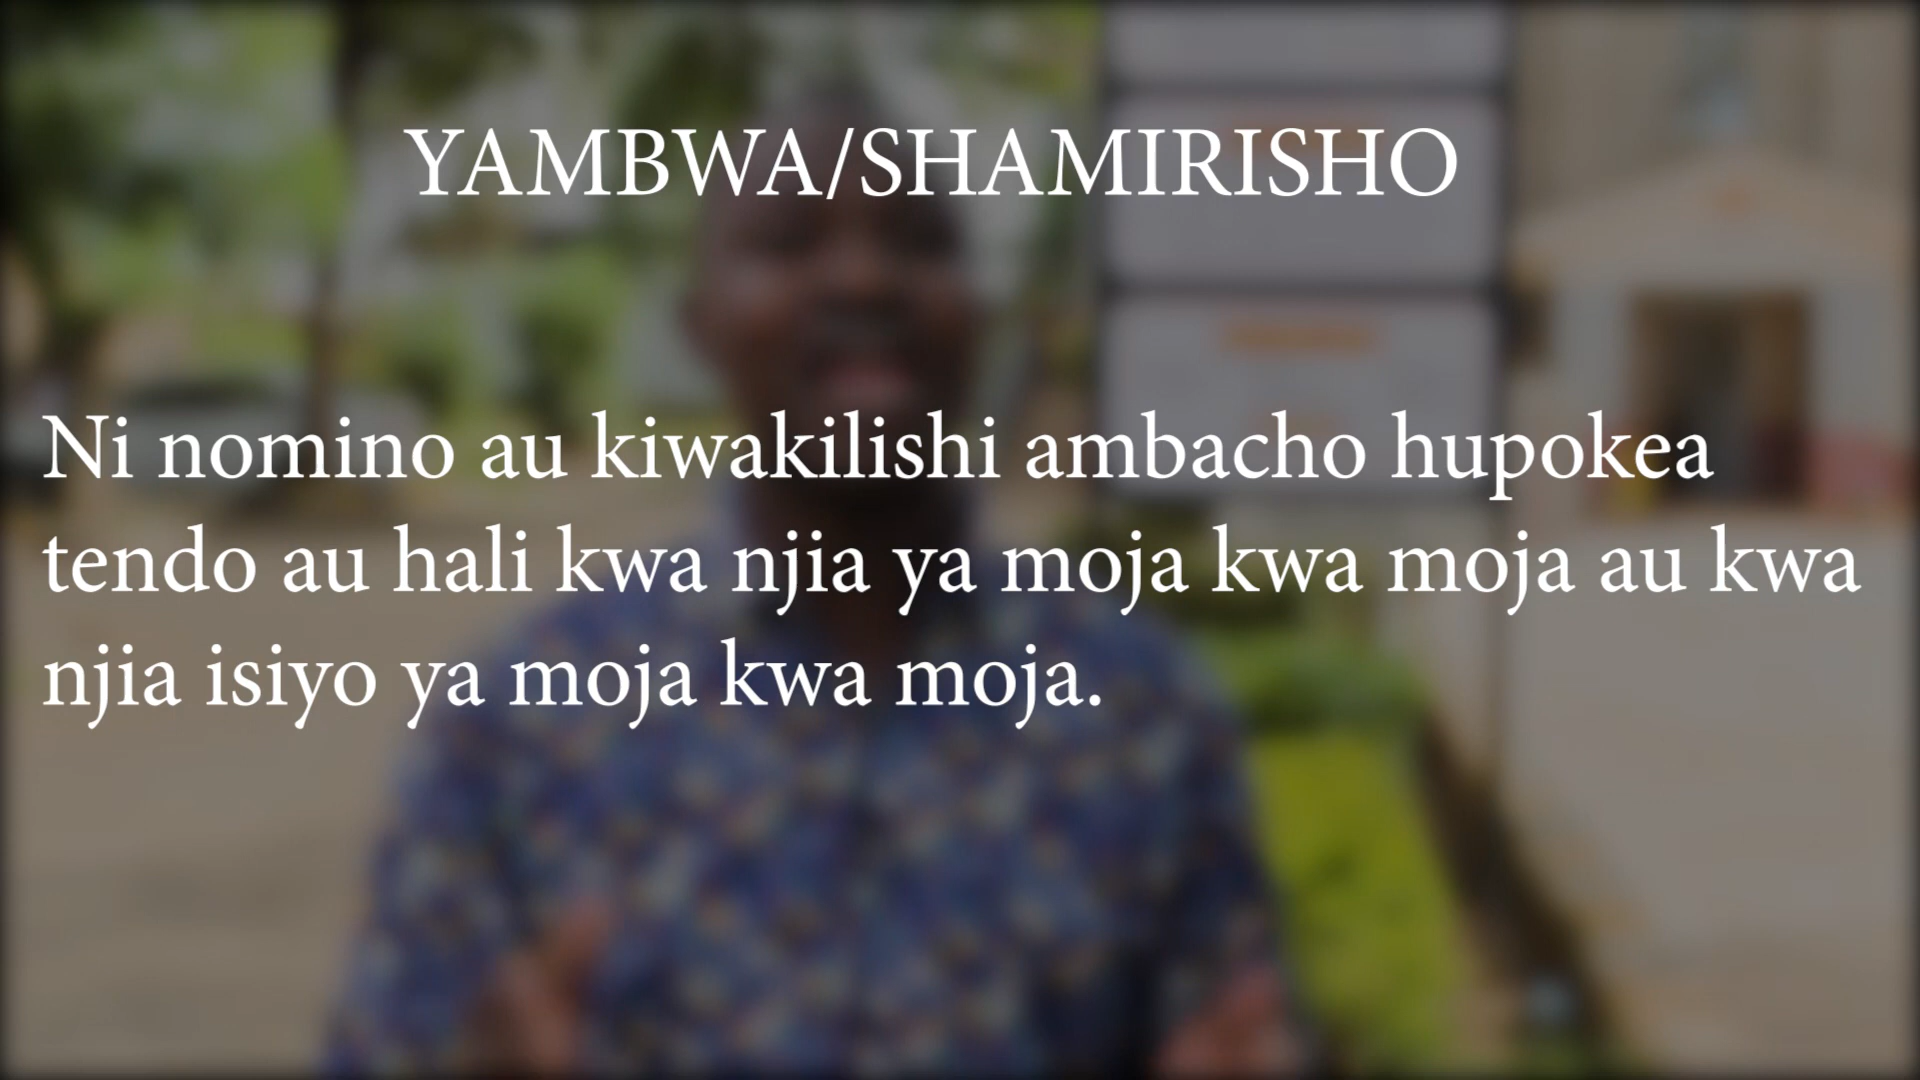 YAMBWA/SHAMIRISHO
Ni nomino au kiwakilishi ambacho hupokea
tendo au hali kwa njia ya moja kwa moja au kwa
njia isiyo ya moja kwa moja.